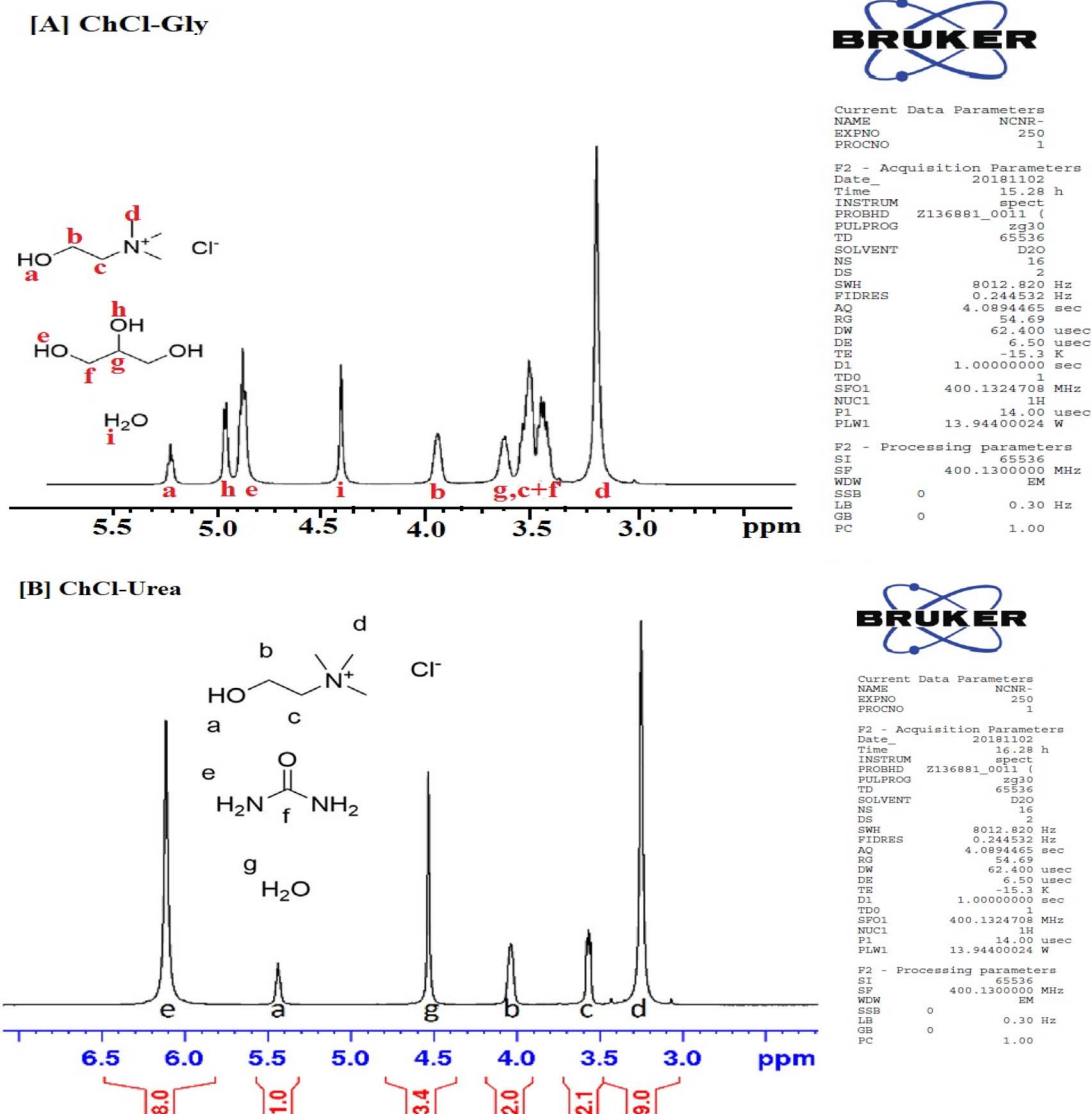 [A] ChCl-Gly
BRUKER
Current Data Parameters
NAME NCNR-
EXPNO 250
PROCNO 1
F2 - Acquisition Parameters
Date_ 20181102
Time 15.28 h
INSTRUM spect
PROBHD Z136881_0011 (
PULPROG zg30
TD 65536
SOLVENT D2O
NS 16
DS 2
SWH 8012.820 Hz
FIDRES 0.244532 Hz
AQ 4.0894465 sec
RG 54.69
DW 62.400 usec
DE 6.50 usec
TE -15.3 K
D1 1.00000000 sec
TD0 1
SFO1 400.1324708 MHz
NUC1 1H
P1 14.00 usec
PLW1 13.94400024 W
F2 - Processing parameters
SI 65536
SF 400.1300000 MHz
WDW EM
SSB 0
LB 0.30 Hz
GB 0
PC 1.00
d
b
N+ Cl-
HO
a c
h
OH
e
HO OH
g
f
H2O
i
a h e i b g,c+f d
5.5 5.0 4.5 4.0 3.5 3.0 ppm
[B] ChCl-Urea
BRUKER
Current Data Parameters
NAME NCNR-
EXPNO 250
PROCNO 1
F2 - Acquisition Parameters
Date_ 20181102
Time 16.28 h
INSTRUM spect
PROBHD Z136881_0011 (
PULPROG zg30
TD 65536
SOLVENT D2O
NS 16
DS 2
SWH 8012.820 Hz
FIDRES 0.244532 Hz
AQ 4.0894465 sec
RG 54.69
DW 62.400 usec
DE 6.50 usec
TE -15.3 K
D1 1.00000000 sec
TD0 1
SFO1 400.1324708 MHz
NUC1 1H
P1 14.00 usec
PLW1 13.94400024 W
F2 - Processing parameters
SI 65536
SF 400.1300000 MHz
WDW EM
SSB 0
LB 0.30 Hz
GB 0
PC 1.00
d
b
N+ Cl-
HO
a c
O
e
H2N NH2
f
g
H2O
e a g b c d
6.5 6.0 5.5 5.0 4.5 4.0 3.5 3.0 ppm
8.0 1.0 3.4 2.0 2.1 9.0